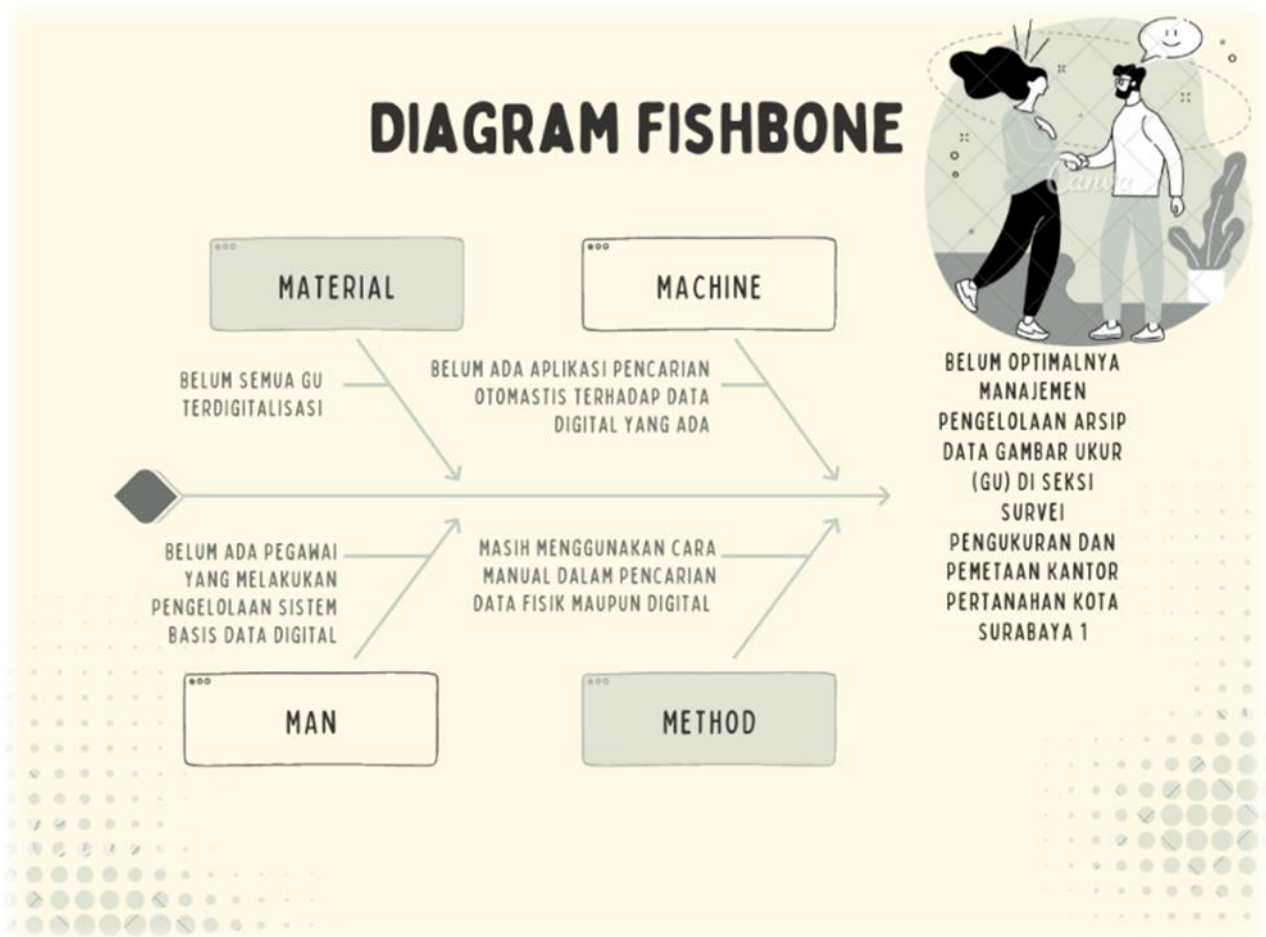 DIAGRAM FISHBONE
Canva
MATERIAL
MACHINE
BELUM SEMUA GU
TERDIGITALISASI
BELUM ADA APLIKASI PENCARIAN
OTOMASTIS TERHADAP DATA
DIGITAL YANG ADA
BELUM ADA PEGAWAI
YANG MELAKUKAN
PENGELOLAAN SISTEM
BASIS DATA DIGITAL
MASIH MENGGUNAKAN CARA
MANUAL DALAM PENCARIAN
DATA FISIK MAUPUN DIGITAL
MAN
METHOD
BELUM OPTIMALNYA
MANAJEMEN
PENGELOLAAN ARSIP
DATA GAMBAR UKUR
(GU) DI SEKSI
SURVEI
PENGUKURAN DAN
PEMETAAN KANTOR
PERTANAHAN KOTA
SURABAYA 1